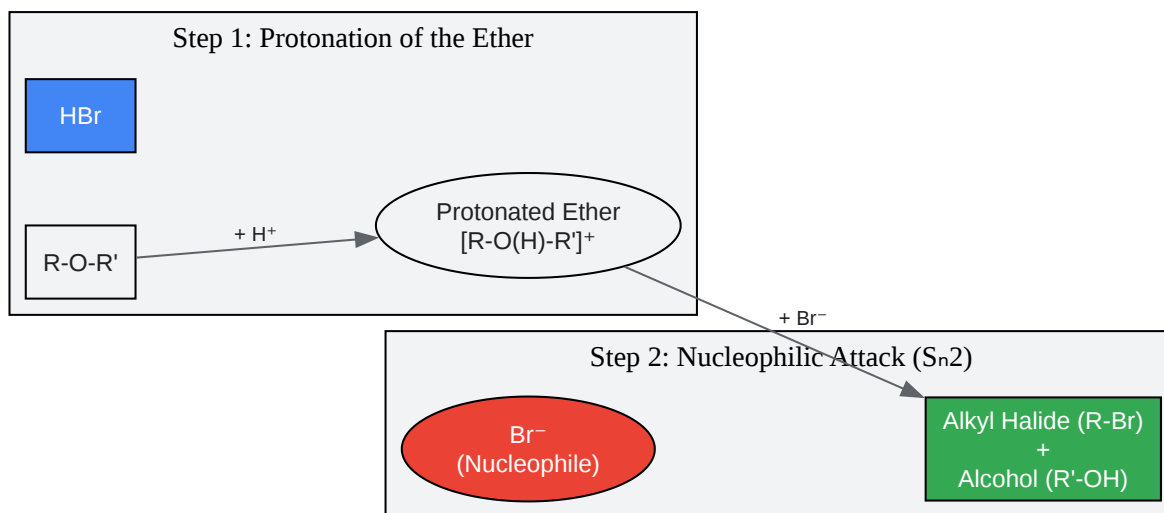 Step 1: Protonation of the Ether
HBr
R-O-R'
+ H⁺
Protonated Ether
[R-O(H)-R']⁺
+ Br⁻
Step 2: Nucleophilic Attack (Sₙ2)
Br⁻
(Nucleophile)
Alkyl Halide (R-Br)
+
Alcohol (R'-OH)